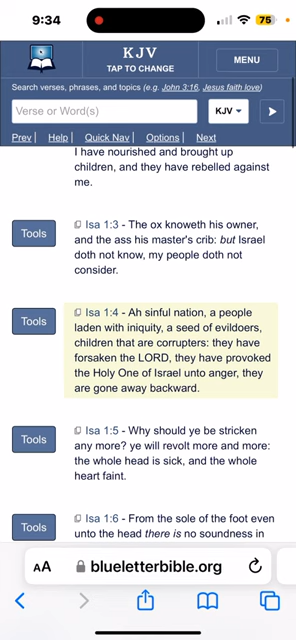 9:34
75
KJV
TAP TO CHANGE
MENU
Search verses, phrases, and topics (e.g. John 3:16, Jesus faith love)
Verse or Word(s)
KJV
Prev | Help | Quick Nav | Options | Next
I have nourished and brought up
children, and they have rebelled against
me.
Tools
Isa 1:3 - The ox knoweth his owner,
and the ass his master's crib: but Israel
doth not know, my people doth not
consider.
Tools
Isa 1:4 - Ah sinful nation, a people
laden with iniquity, a seed of evildoers,
children that are corrupters: they have
forsaken the LORD, they have provoked
the Holy One of Israel unto anger, they
are gone away backward.
Tools
Isa 1:5 - Why should ye be stricken
any more? ye will revolt more and more:
the whole head is sick, and the whole
heart faint.
Tools
Isa 1:6 - From the sole of the foot even
unto the head there is no soundness in
AA
blueletterbible.org